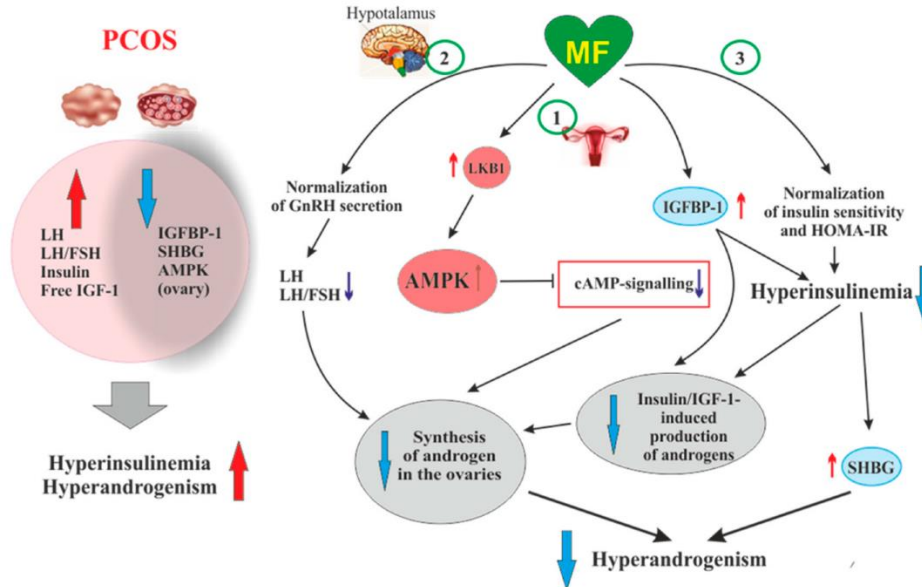 PCOS
LH
LH/FSH
Insulin
Free IGF-1
IGFBP-1
SHBG
AMPK
(ovary)
Hyperinsulinemia
Hyperandrogenism
Hypotalamus
2
MF
3
1
LKB1
Normalization
of GnRH secretion
IGFBP-1
Normalization
of insulin sensitivity
and HOMA-IR
LH
LH/FSH
AMPK
cAMP-signalling
Hyperinsulinemia
Synthesis
of androgen
in the ovaries
Insulin/IGF-1-
induced
production
of androgens
SHBG
Hyperandrogenism